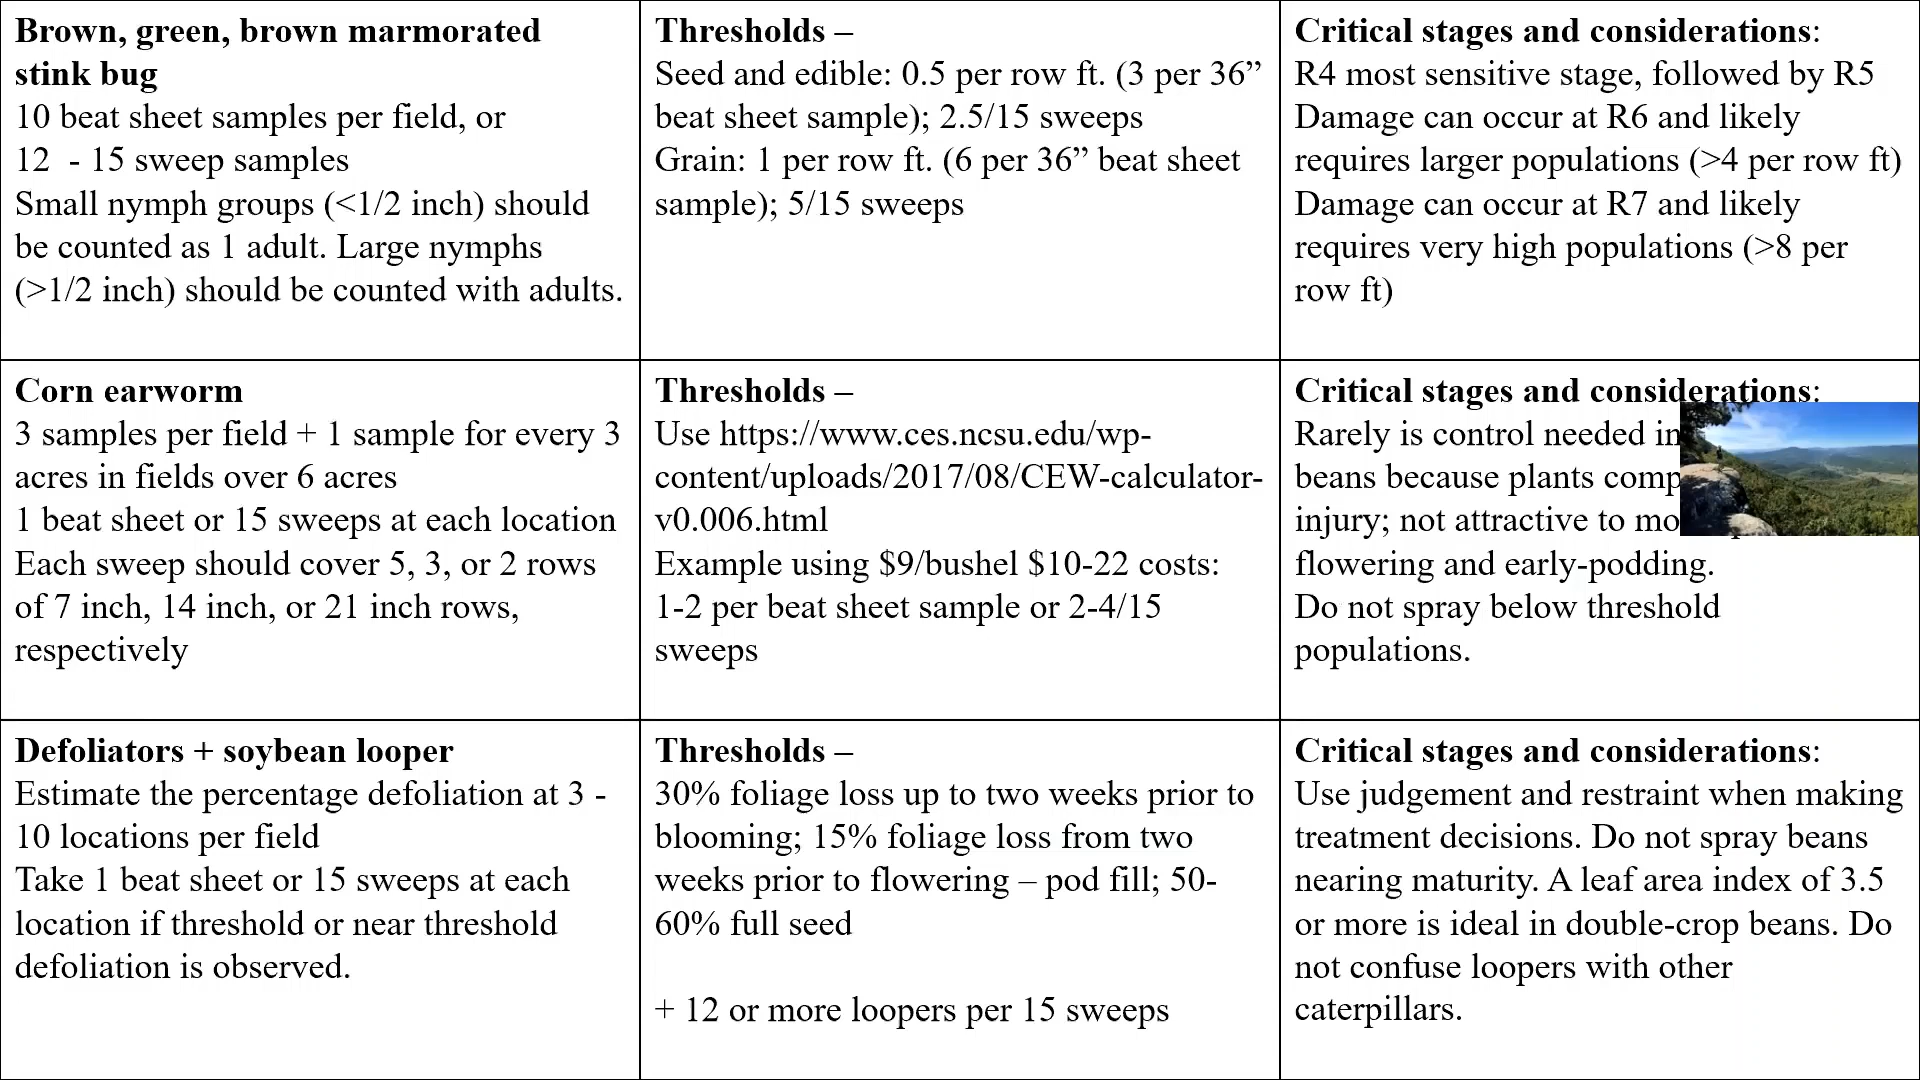 Brown, green, brown marmorated
stink bug
10 beat sheet samples per field, or
12  - 15 sweep samples
Small nymph groups (<1/2 inch) should
be counted as 1 adult. Large nymphs
(>1/2 inch) should be counted with adults.
Thresholds –
Seed and edible: 0.5 per row ft. (3 per 36”
beat sheet sample); 2.5/15 sweeps
Grain: 1 per row ft. (6 per 36” beat sheet
sample); 5/15 sweeps
Critical stages and considerations:
R4 most sensitive stage, followed by R5
Damage can occur at R6 and likely
requires larger populations (>4 per row ft)
Damage can occur at R7 and likely
requires very high populations (>8 per
row ft)
Corn earworm
3 samples per field + 1 sample for every 3
acres in fields over 6 acres
1 beat sheet or 15 sweeps at each location
Each sweep should cover 5, 3, or 2 rows
of 7 inch, 14 inch, or 21 inch rows,
respectively
Thresholds –
Use https://www.ces.ncsu.edu/wp-
content/uploads/2017/08/CEW-calculator-
v0.006.html
Example using $9/bushel $10-22 costs:
1-2 per beat sheet sample or 2-4/15
sweeps
Critical stages and considerations:
Rarely is control needed in
beans because plants
injury; not attractive to
flowering and early-podding.
Do not spray below threshold
populations.
Defoliators + soybean looper
Estimate the percentage defoliation at 3 -
10 locations per field
Take 1 beat sheet or 15 sweeps at each
location if threshold or near threshold
defoliation is observed.
Thresholds –
30% foliage loss up to two weeks prior to
blooming; 15% foliage loss from two
weeks prior to flowering – pod fill; 50-
60% full seed
+ 12 or more loopers per 15 sweeps
Critical stages and considerations:
Use judgement and restraint when making
treatment decisions. Do not spray beans
nearing maturity. A leaf area index of 3.5
or more is ideal in double-crop beans. Do
not confuse loopers with other
caterpillars.